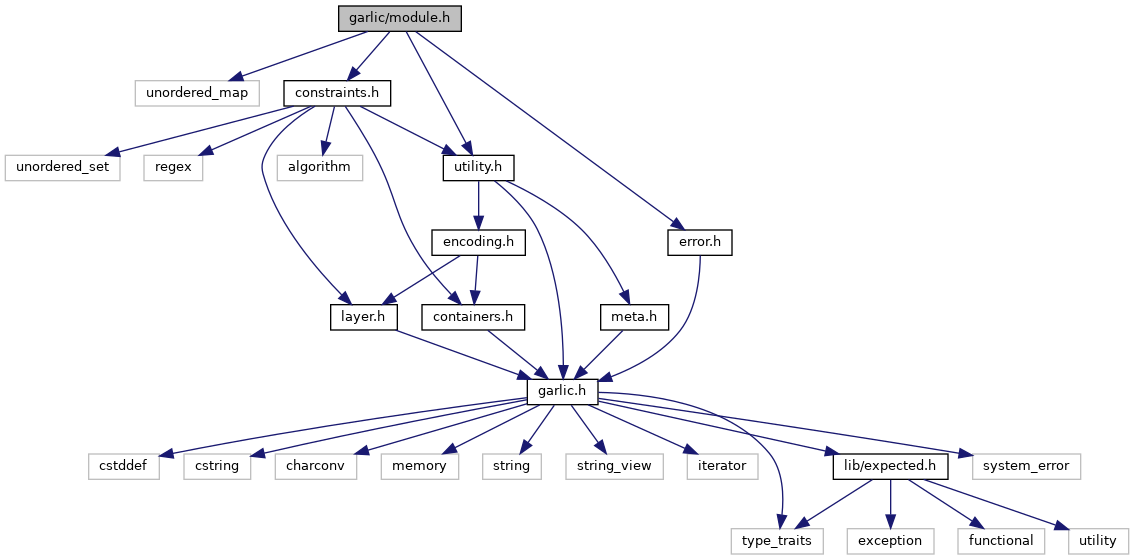 garlic/module.h
unordered_map
constraints.h
unordered_set
regex
algorithm
utility.h
encoding.h
error.h
layer.h
containers.h
meta.h
garlic.h
cstddef
cstring
charconv
memory
string
string_view
iterator
lib/expected.h
system_error
type_traits
exception
functional
utility